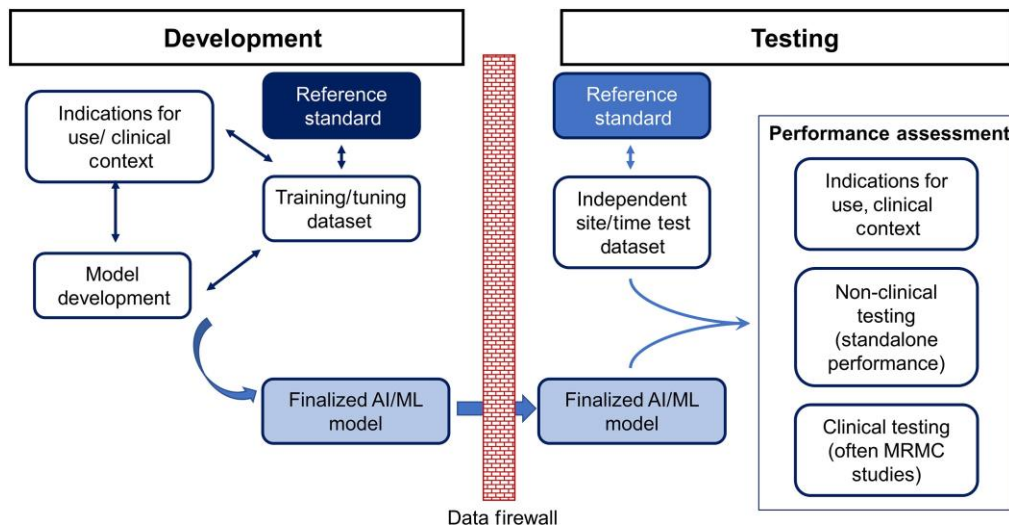 Development
Testing
Indications for
use/ clinical
context
Reference
standard
Training/tuning
dataset
Model
development
Finalized AI/ML
model
Data firewall
Reference
standard
Independent
site/time test
dataset
Finalized AI/ML
model
Performance assessment
Indications for
use, clinical
context
Non-clinical
testing
(standalone
performance)
Clinical testing
(often MRMC
studies)